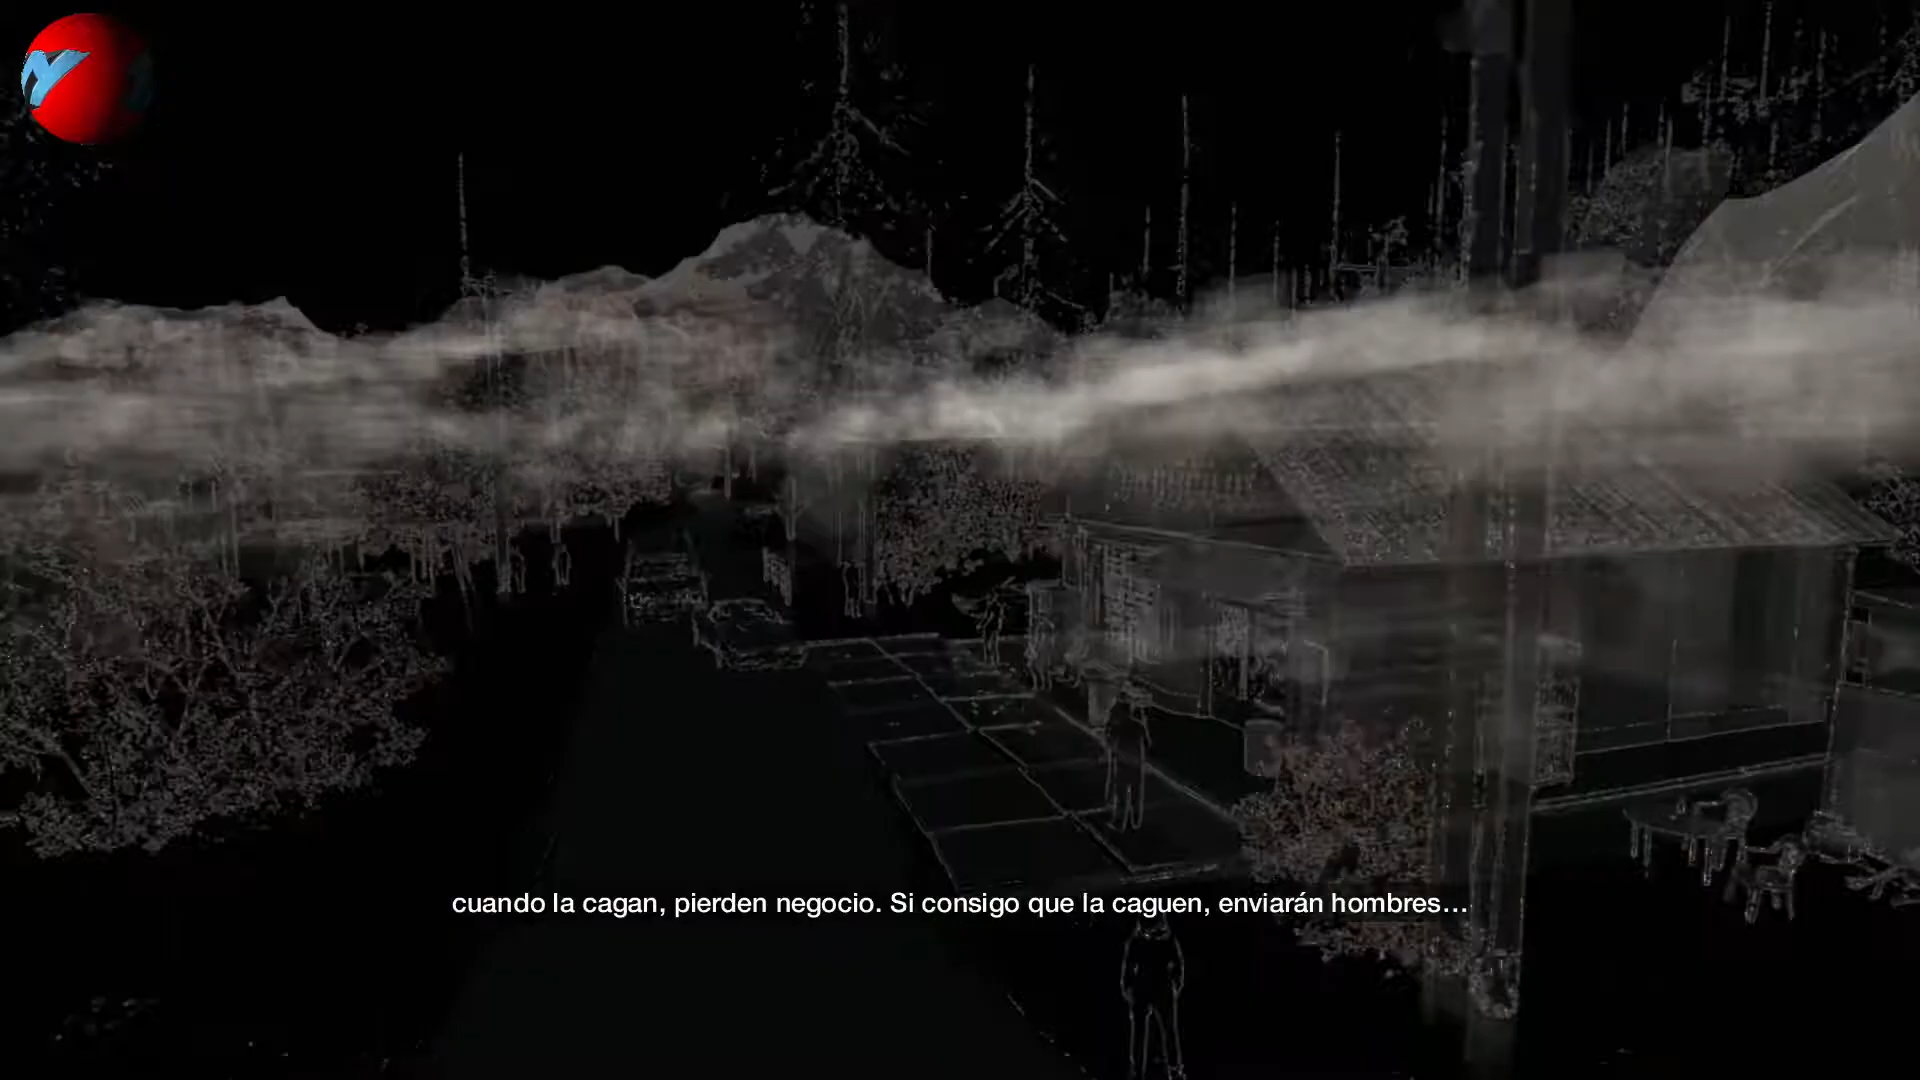 cuando la cagan, pierden negocio. Si consigo que la caguen, enviarán hombres...